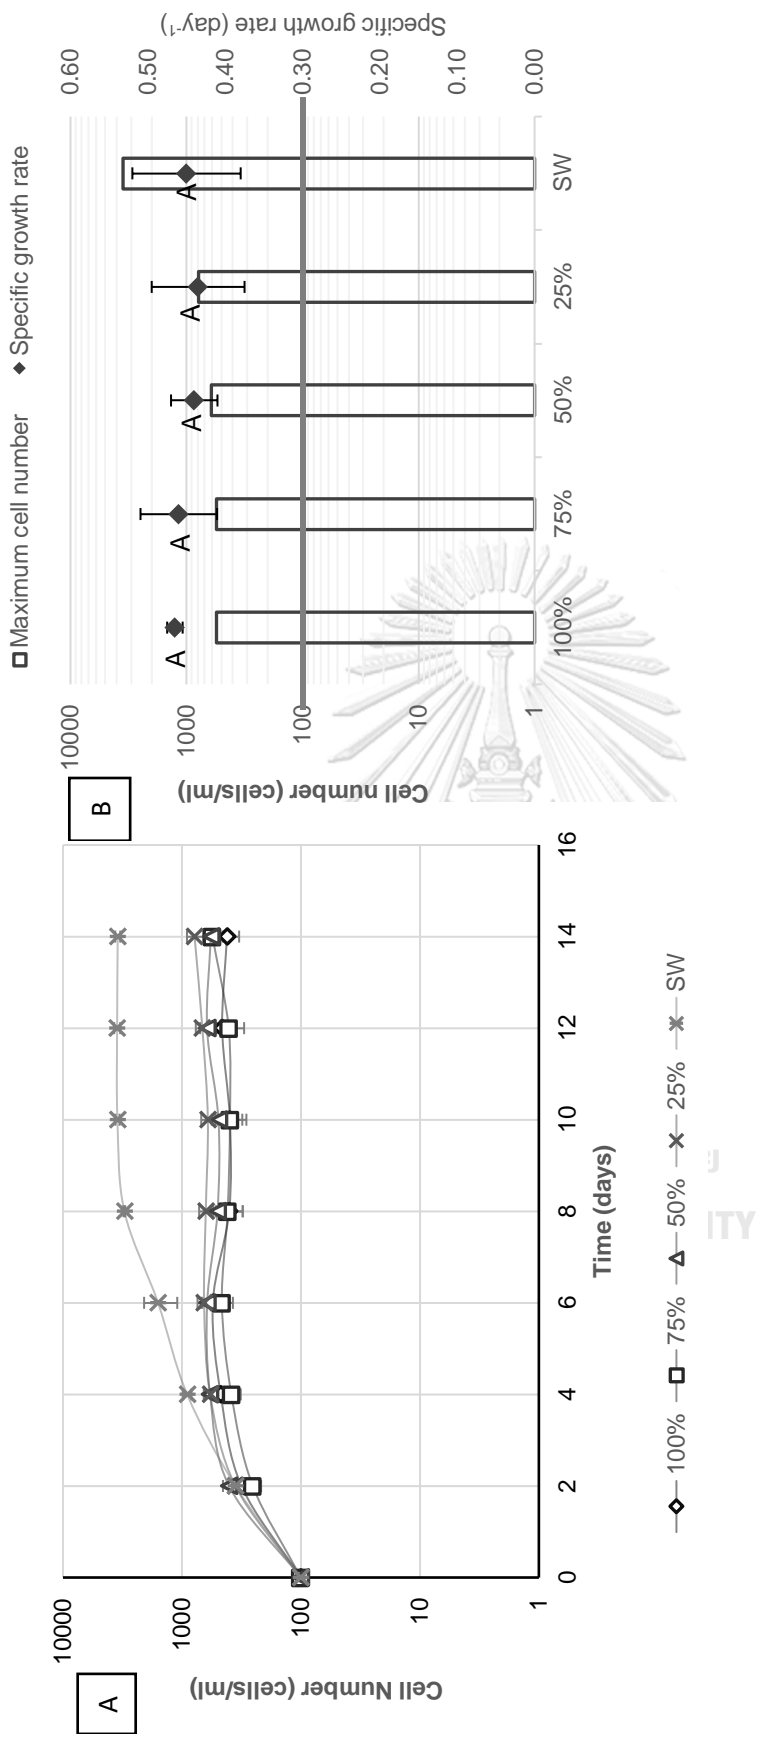 A
Cell Number (cells/ml)
10000
1000
100
10
1
0
2
4
6
8
10
12
14
16
Time (days)
100%
75%
50%
25%
SW
B
Maximum cell number
Specific growth rate
Cell number (cells/ml)
10000
1000
100
10
1
A
A
A
A
A
100%
75%
50%
25%
SW
0.60
0.50
0.40
0.30
0.20
0.10
0.00
Specific growth rate (day⁻¹)
ITY